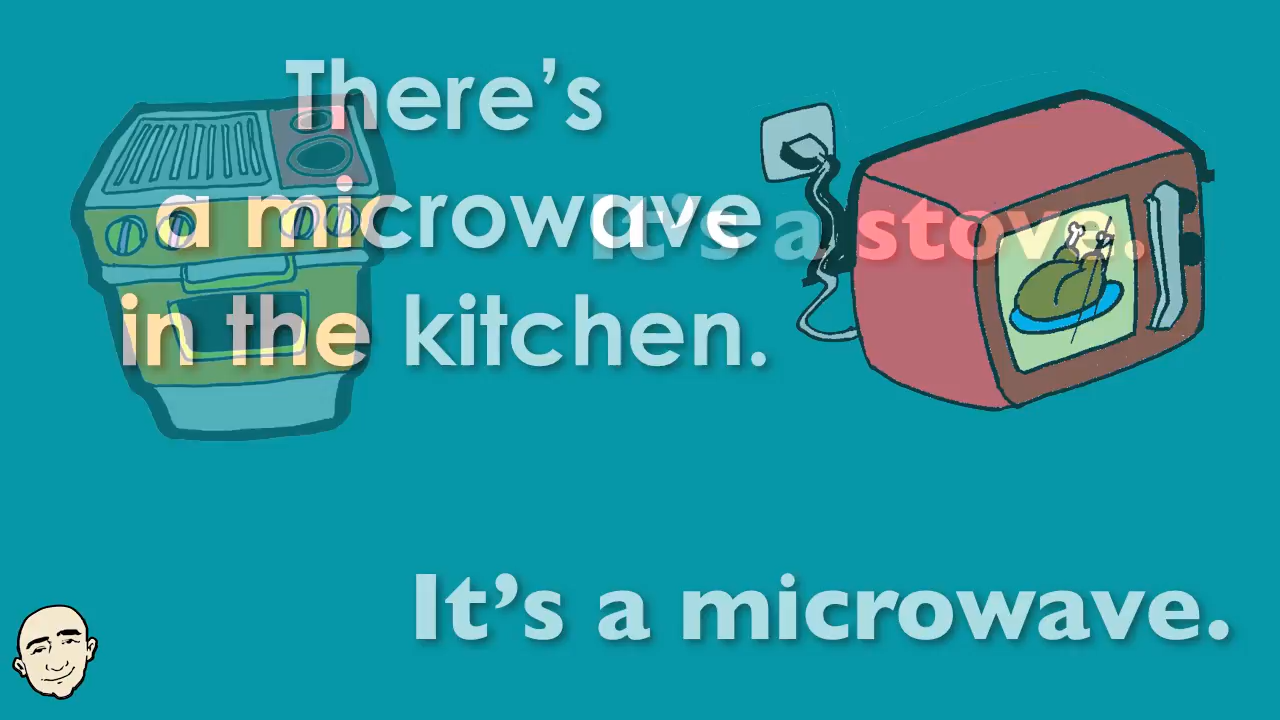 There’s
a microwave
It’s a stove.
in the kitchen.
It’s a microwave.